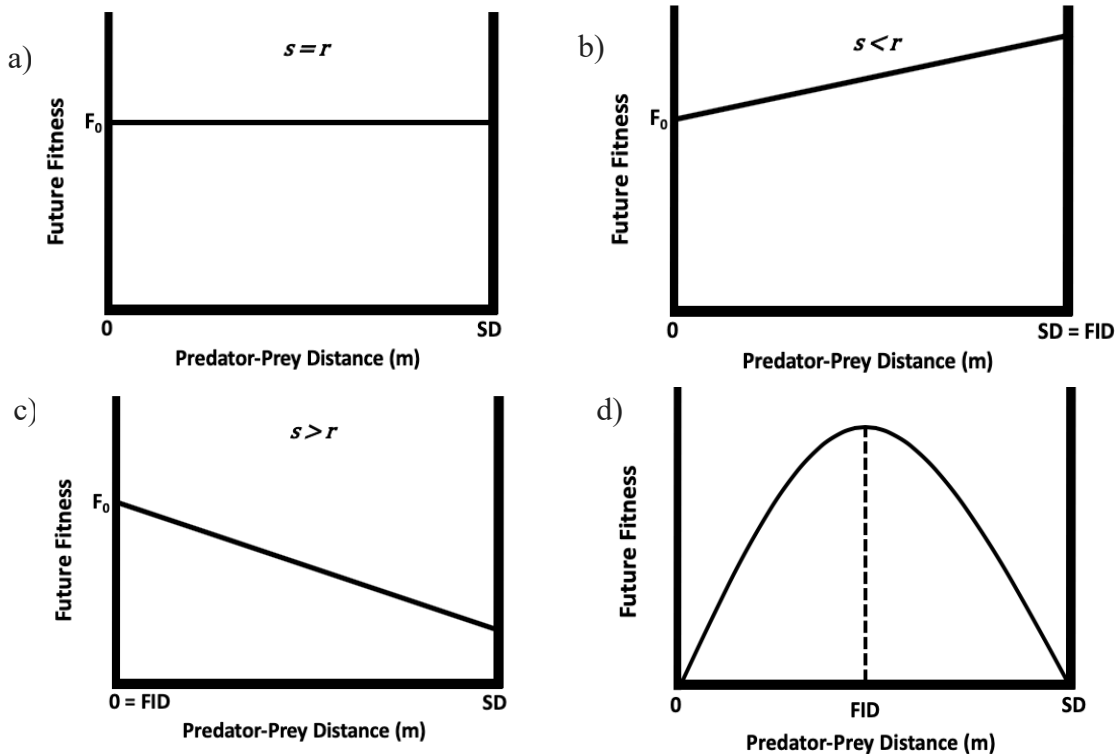 a)
s = r
Future Fitness
F₀
0
SD
Predator-Prey Distance (m)
b)
s < r
Future Fitness
F₀
0
SD = FID
Predator-Prey Distance (m)
c)
s > r
Future Fitness
F₀
0 = FID
SD
Predator-Prey Distance (m)
d)
Future Fitness
0
FID
SD
Predator-Prey Distance (m)